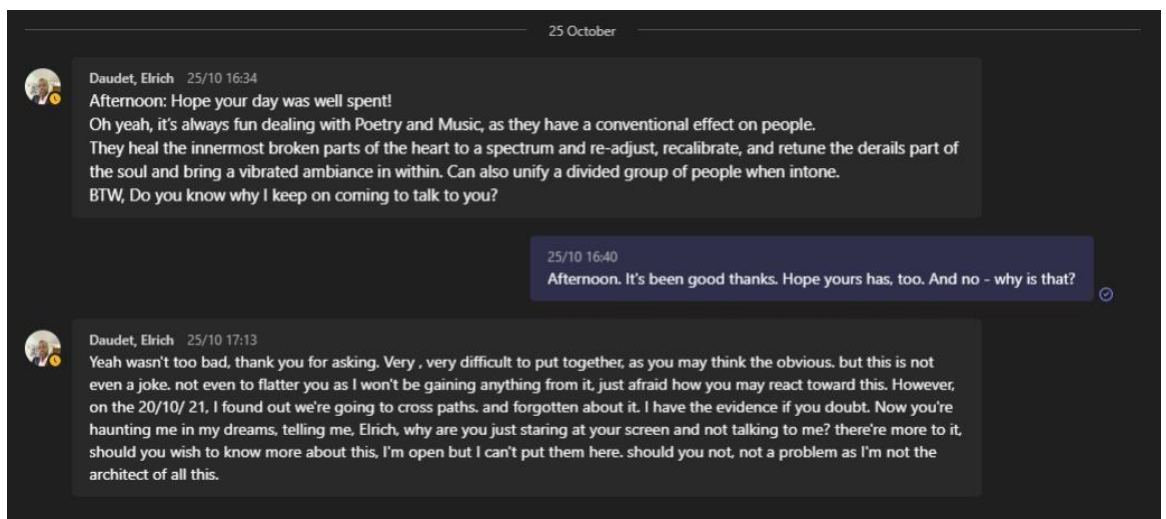 25 October
Daudet, Elrich 25/10 16:34
Afternoon: Hope your day was well spent!
Oh yeah, it's always fun dealing with Poetry and Music, as they have a conventional effect on people.
They heal the innermost broken parts of the heart to a spectrum and re-adjust, recalibrate, and retune the derails part of
the soul and bring a vibrated ambiance in within. Can also unify a divided group of people when intone.
BTW, Do you know why I keep on coming to talk to you?
25/10 16:40
Afternoon. It's been good thanks. Hope yours has, too. And no - why is that?
Daudet, Elrich 25/10 17:13
Yeah wasn't too bad, thank you for asking. Very , very difficult to put together, as you may think the obvious. but this is not
even a joke. not even to flatter you as I won't be gaining anything from it, just afraid how you may react toward this. However,
on the 20/10/ 21, I found out we're going to cross paths. and forgotten about it. I have the evidence if you doubt. Now you're
haunting me in my dreams, telling me, Elrich, why are you just staring at your screen and not talking to me? there're more to it,
should you wish to know more about this, I'm open but I can't put them here. should you not, not a problem as I'm not the
architect of all this.